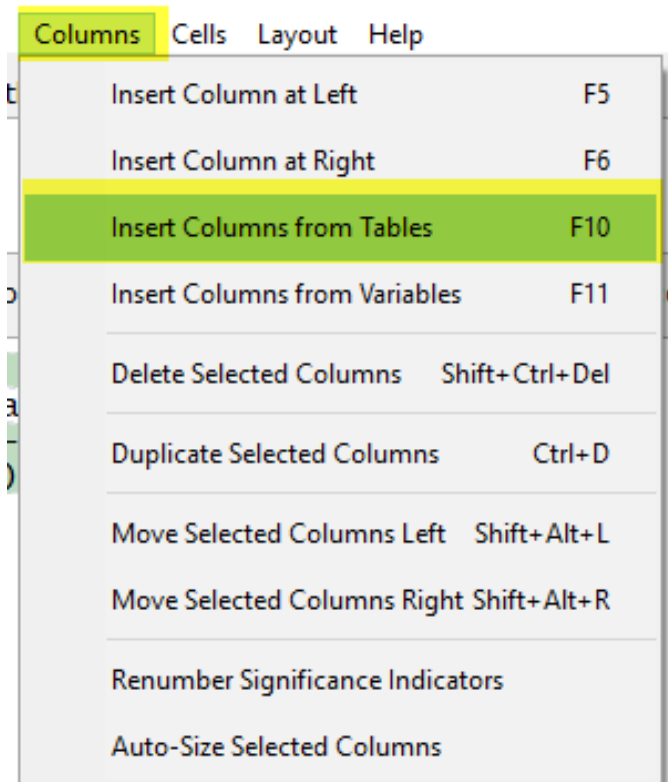 Columns Cells Layout Help
Insert Column at Left F5
Insert Column at Right F6
Insert Columns from Tables F10
Insert Columns from Variables F11
Delete Selected Columns Shift+Ctrl+Del
Duplicate Selected Columns Ctrl+D
Move Selected Columns Left Shift+Alt+L
Move Selected Columns Right Shift+Alt+R
Renumber Significance Indicators
Auto-Size Selected Columns